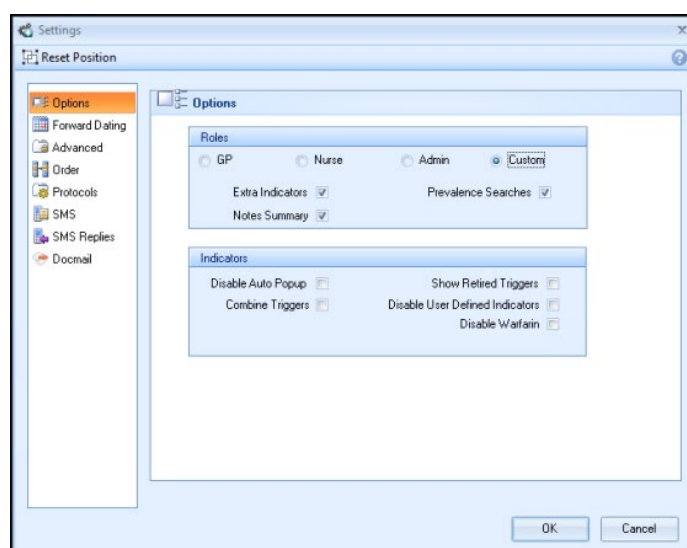 Settings
Reset Position
Options
Forward Dating
Advanced
Order
Protocols
SMS
SMS Replies
Docmail
Options
Roles
GP Nurse Admin Custom
Extra Indicators Prevalence Searches
Notes Summary
Indicators
Disable Auto Popup Show Retired Triggers
Combine Triggers Disable User Defined Indicators
Disable Warfarin
OK Cancel